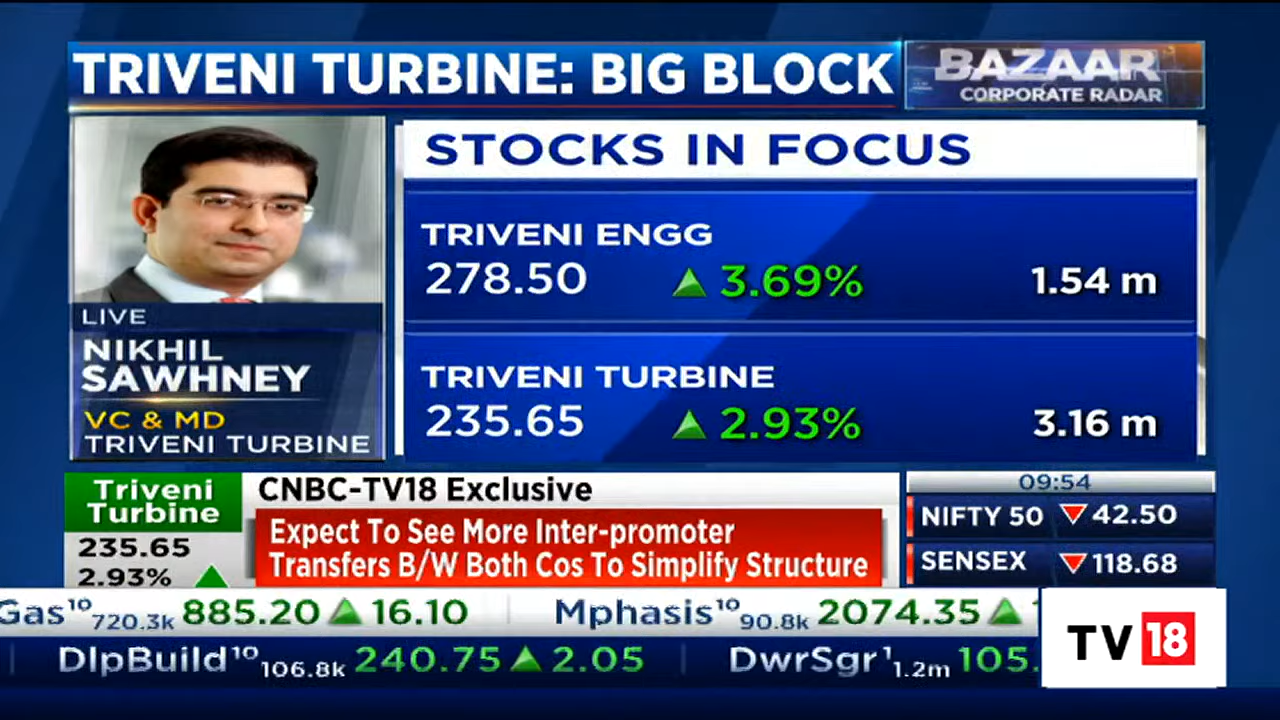 TRIVENI TURBINE: BIG BLOCK
BAZAAR
CORPORATE RADAR
STOCKS IN FOCUS
TRIVENI ENGG
278.50 ▲ 3.69% 1.54 m
TRIVENI TURBINE
235.65 ▲ 2.93% 3.16 m
LIVE
NIKHIL
SAWHNEY
VC & MD
TRIVENI TURBINE
Triveni
Turbine
235.65
2.93% ▲
CNBC-TV18 Exclusive
Expect To See More Inter-promoter
Transfers B/W Both Cos To Simplify Structure
09:54
NIFTY 50 ▼ 42.50
SENSEX ▼ 118.68
Gas¹⁰ 720.3k 885.20 ▲ 16.10 Mphasis¹⁰ 90.8k 2074.35 ▲
DlpBuild¹⁰ 106.8k 240.75 ▲ 2.05 DwrSgr¹ 1.2m 105.
TV18